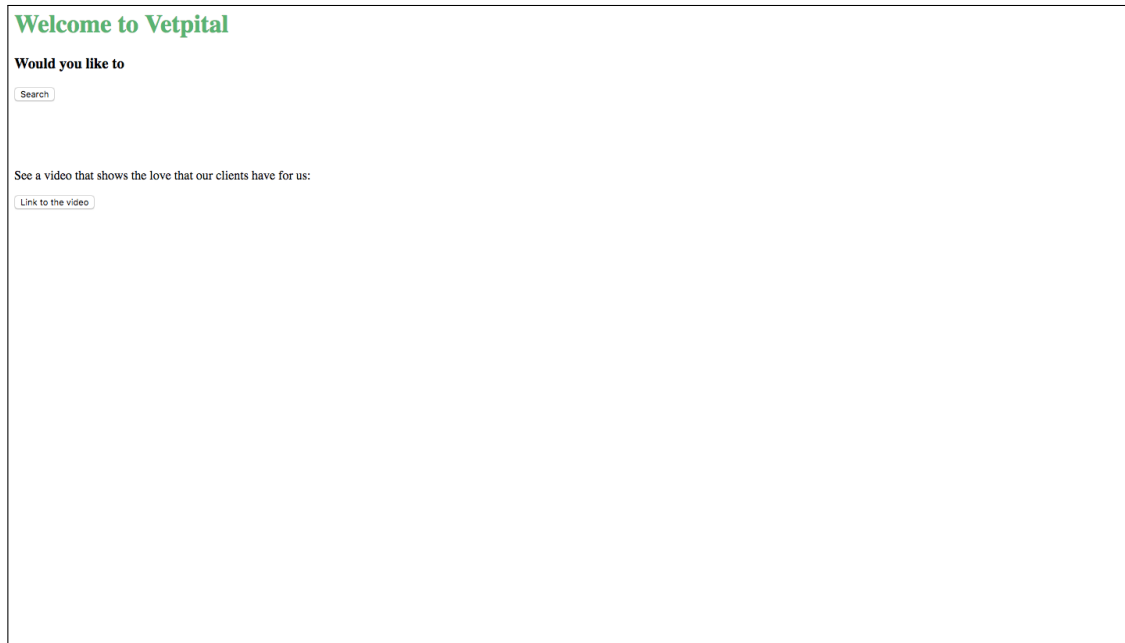 Welcome to Vetpital
Would you like to
Search
See a video that shows the love that our clients have for us:
Link to the video